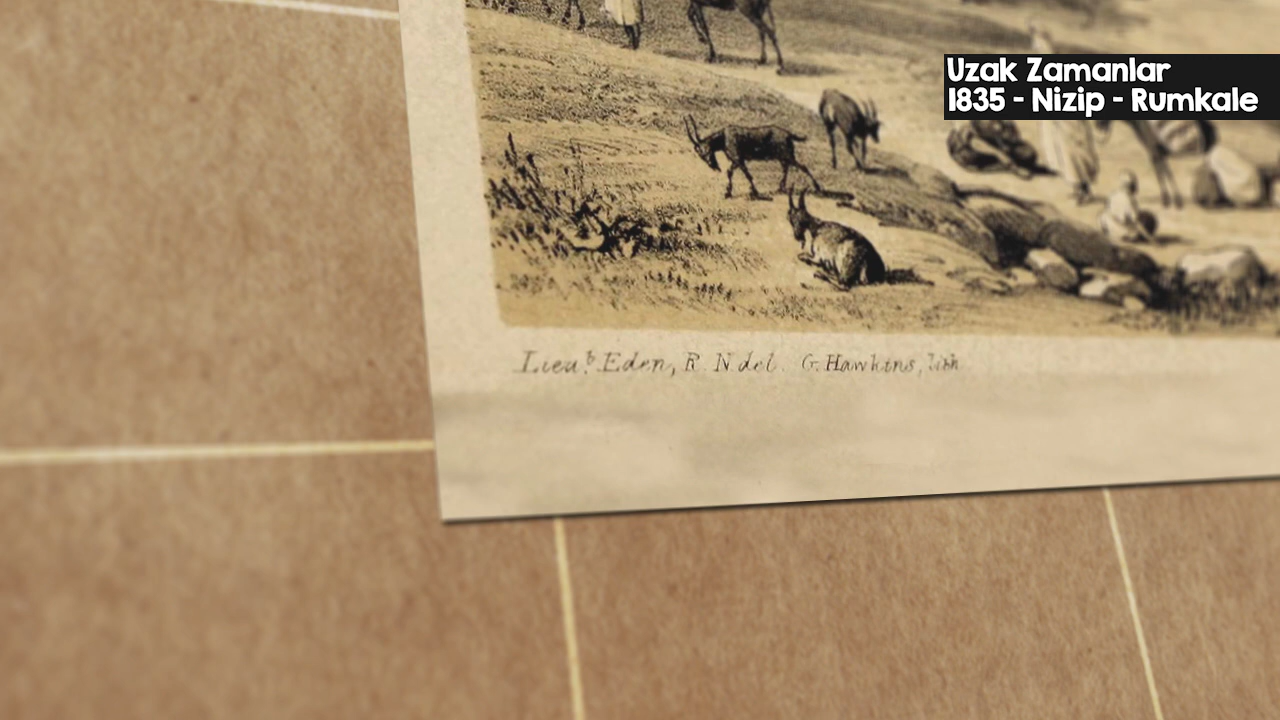 Uzak Zamanlar
1835 - Nizip - Rumkale
Lieut. Eden, R. N. del. G. Hawkins, lith.